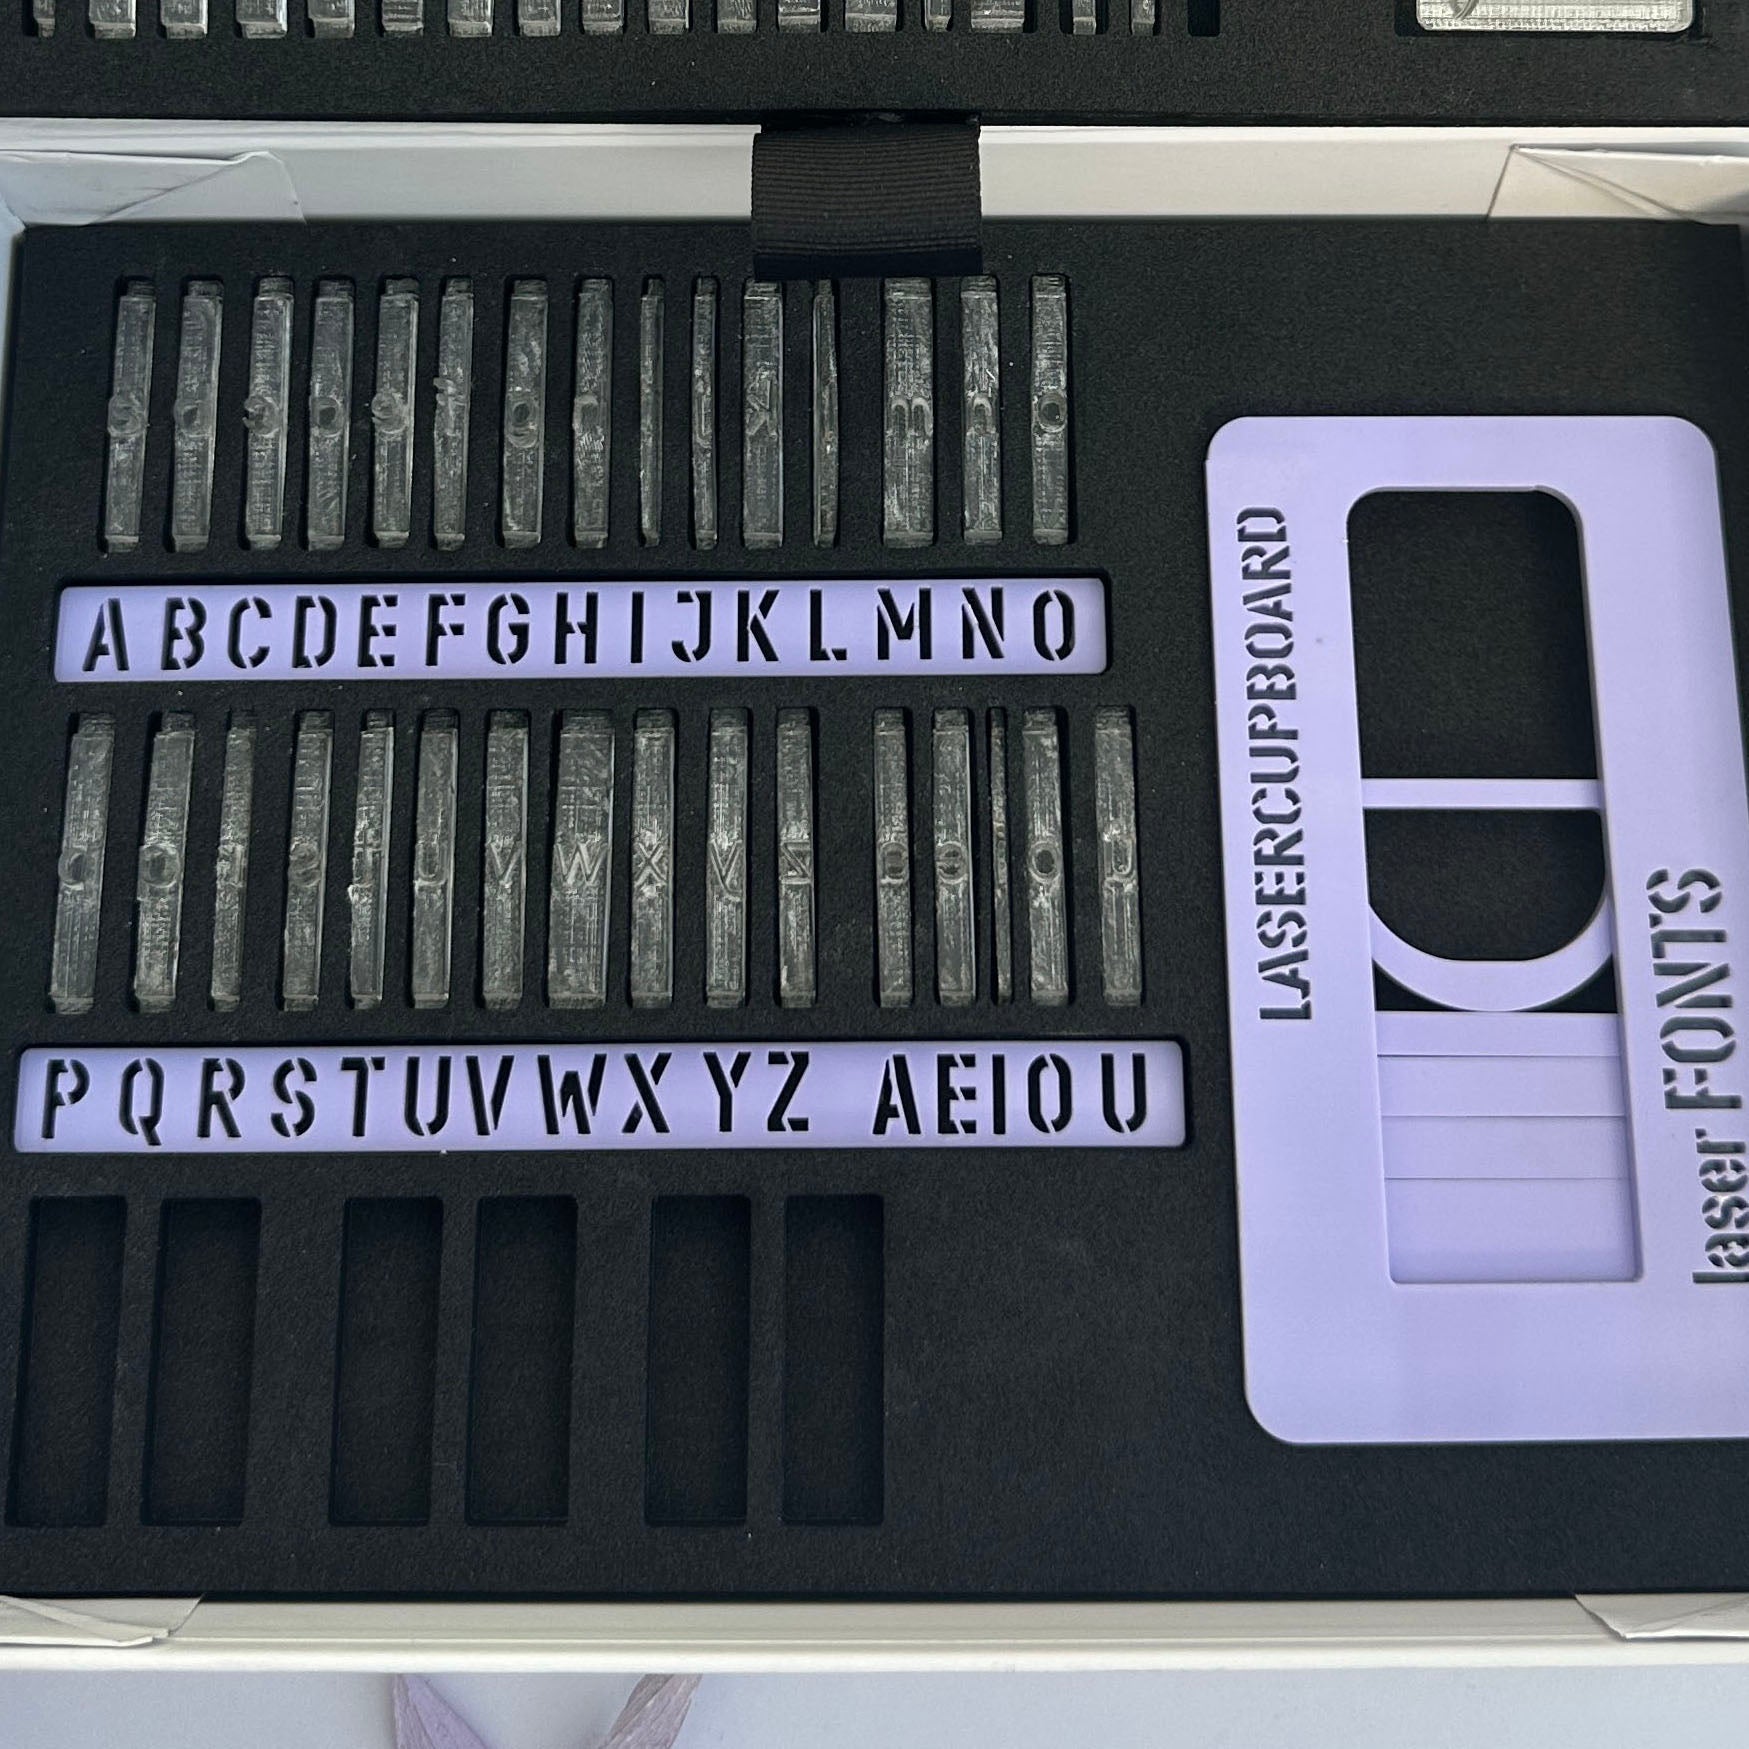 ABCDEFGHIJKLMNO
PQRSTUVWXYZ AEIOU
LASERCUPBOARD
laser FONTS